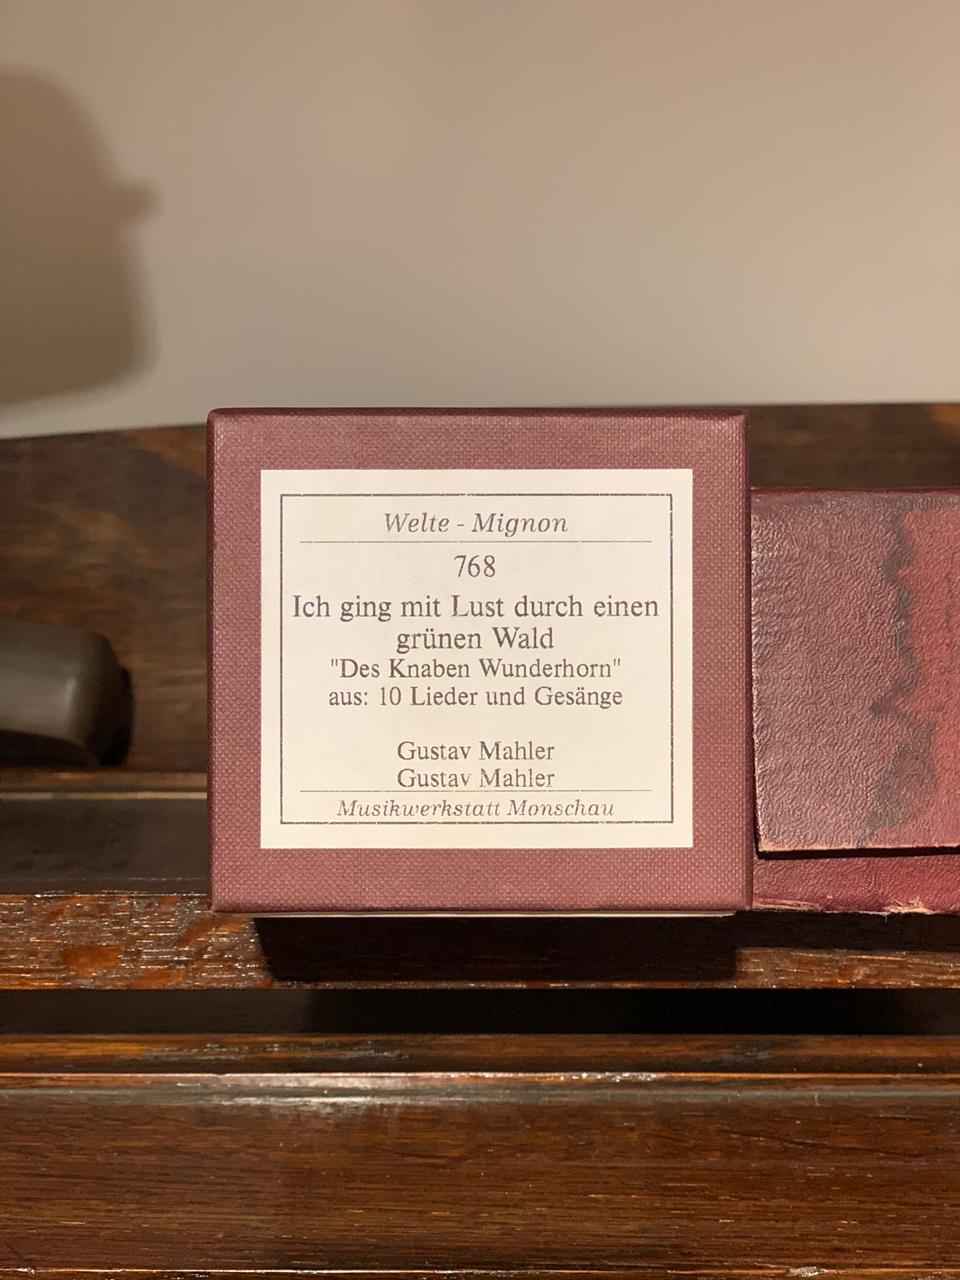 Welte - Mignon
768
Ich ging mit Lust durch einen
grünen Wald
"Des Knaben Wunderhorn"
aus: 10 Lieder und Gesänge
Gustav Mahler
Gustav Mahler
Musikwerkstatt Monschau